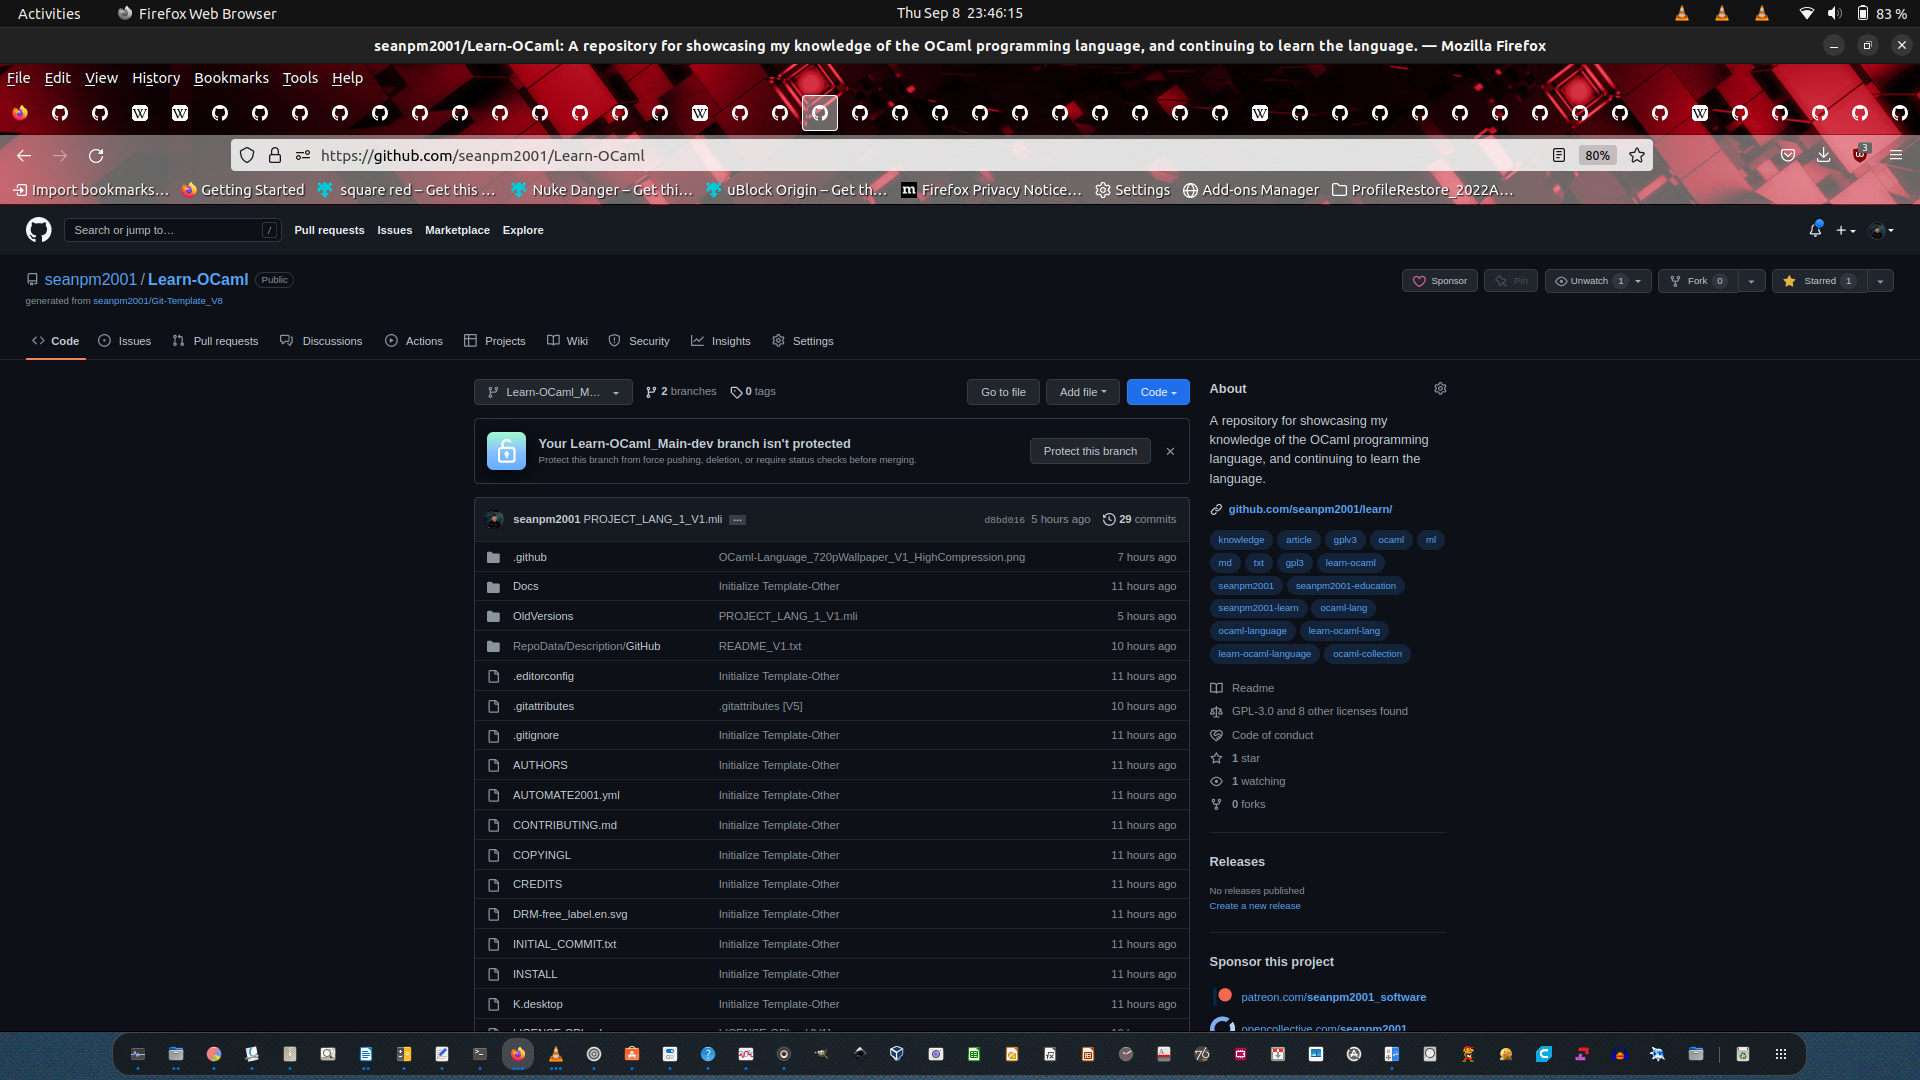 Activities Firefox Web Browser Thu Sep 8 23:46:15 83 %
seanpm2001/Learn-OCaml: A repository for showcasing my knowledge of the OCaml programming language, and continuing to learn the language. — Mozilla Firefox
File Edit View History Bookmarks Tools Help
https://github.com/seanpm2001/Learn-OCaml 80% 3
Import bookmarks… Getting Started square red – Get this … Nuke Danger – Get thi… uBlock Origin – Get th… Firefox Privacy Notice… Settings Add-ons Manager ProfileRestore_2022A…
Search or jump to… / Pull requests Issues Marketplace Explore
seanpm2001 / Learn-OCaml Public
Sponsor Pin Unwatch 1 Fork 0 Starred 1
generated from seanpm2001/Git-Template_V8
Code Issues Pull requests Discussions Actions Projects Wiki Security Insights Settings
Learn-OCaml_M… 2 branches 0 tags Go to file Add file Code
Your Learn-OCaml_Main-dev branch isn't protected
Protect this branch from force pushing, deletion, or require status checks before merging.
Protect this branch
seanpm2001 PROJECT_LANG_1_V1.mli … d8bd016 5 hours ago 29 commits
.github OCaml-Language_720pWallpaper_V1_HighCompression.png 7 hours ago
Docs Initialize Template-Other 11 hours ago
OldVersions PROJECT_LANG_1_V1.mli 5 hours ago
RepoData/Description/GitHub README_V1.txt 10 hours ago
.editorconfig Initialize Template-Other 11 hours ago
.gitattributes .gitattributes [V5] 10 hours ago
.gitignore Initialize Template-Other 11 hours ago
AUTHORS Initialize Template-Other 11 hours ago
AUTOMATE2001.yml Initialize Template-Other 11 hours ago
CONTRIBUTING.md Initialize Template-Other 11 hours ago
COPYINGL Initialize Template-Other 11 hours ago
CREDITS Initialize Template-Other 11 hours ago
DRM-free_label.en.svg Initialize Template-Other 11 hours ago
INITIAL_COMMIT.txt Initialize Template-Other 11 hours ago
INSTALL Initialize Template-Other 11 hours ago
K.desktop Initialize Template-Other 11 hours ago
About
A repository for showcasing my
knowledge of the OCaml programming
language, and continuing to learn the
language.
github.com/seanpm2001/learn/
knowledge article gplv3 ocaml ml
md txt gpl3 learn-ocaml
seanpm2001 seanpm2001-education
seanpm2001-learn ocaml-lang
ocaml-language learn-ocaml-lang
learn-ocaml-language ocaml-collection
Readme
GPL-3.0 and 8 other licenses found
Code of conduct
1 star
1 watching
0 forks
Releases
No releases published
Create a new release
Sponsor this project
patreon.com/seanpm2001_software
opencollective.com/seanpm2001